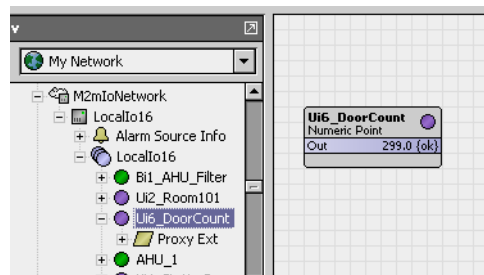 My Network
M2mIoNetwork
LocalIo16
Alarm Source Info
LocalIo16
Bi1_AHU_Filter
Ui2_Room101
Ui6_DoorCount
Proxy Ext
AHU_1
Ui6_DoorCount
Numeric Point
Out 299.0 {ok}